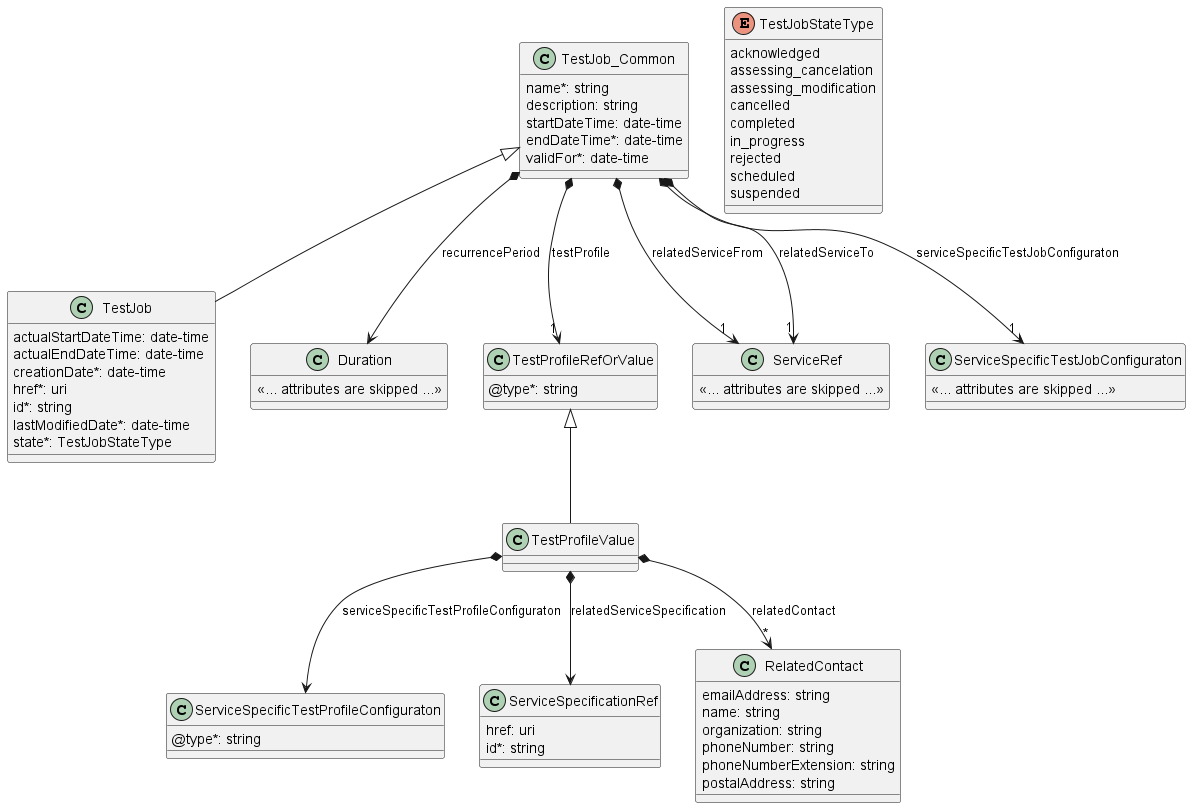 E TestJobStateType
acknowledged
assessing_cancelation
assessing_modification
cancelled
completed
in_progress
rejected
scheduled
suspended
C TestJob_Common
name*: string
description: string
startDateTime: date-time
endDateTime*: date-time
validFor*: date-time
recurrencePeriod
testProfile
relatedServiceFrom
relatedServiceTo
serviceSpecificTestJobConfiguraton
1
1
1
1
C TestJob
actualStartDateTime: date-time
actualEndDateTime: date-time
creationDate*: date-time
href*: uri
id*: string
lastModifiedDate*: date-time
state*: TestJobStateType
C Duration
«... attributes are skipped ...»
C TestProfileRefOrValue
@type*: string
C ServiceRef
«... attributes are skipped ...»
C ServiceSpecificTestJobConfiguraton
«... attributes are skipped ...»
C TestProfileValue
serviceSpecificTestProfileConfiguraton
relatedServiceSpecification
relatedContact
*
C ServiceSpecificTestProfileConfiguraton
@type*: string
C ServiceSpecificationRef
href: uri
id*: string
C RelatedContact
emailAddress: string
name: string
organization: string
phoneNumber: string
phoneNumberExtension: string
postalAddress: string